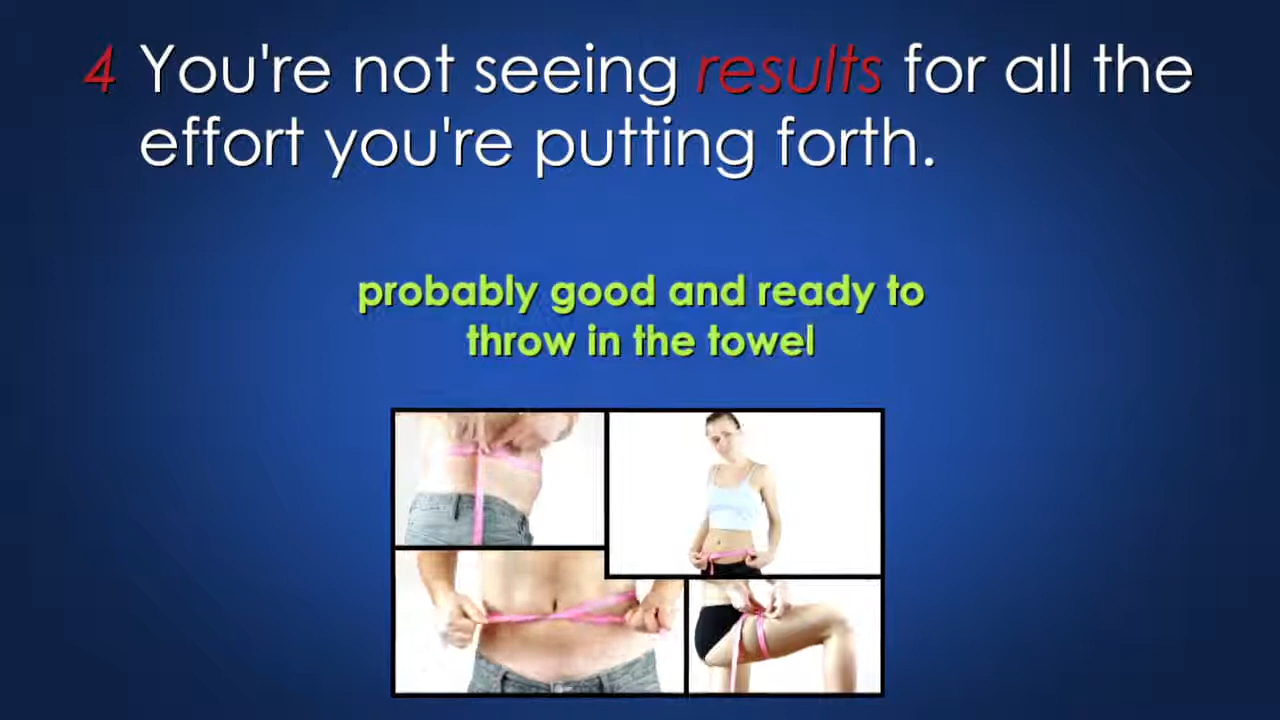 4 You're not seeing results for all the
effort you're putting forth.
probably good and ready to
throw in the towel